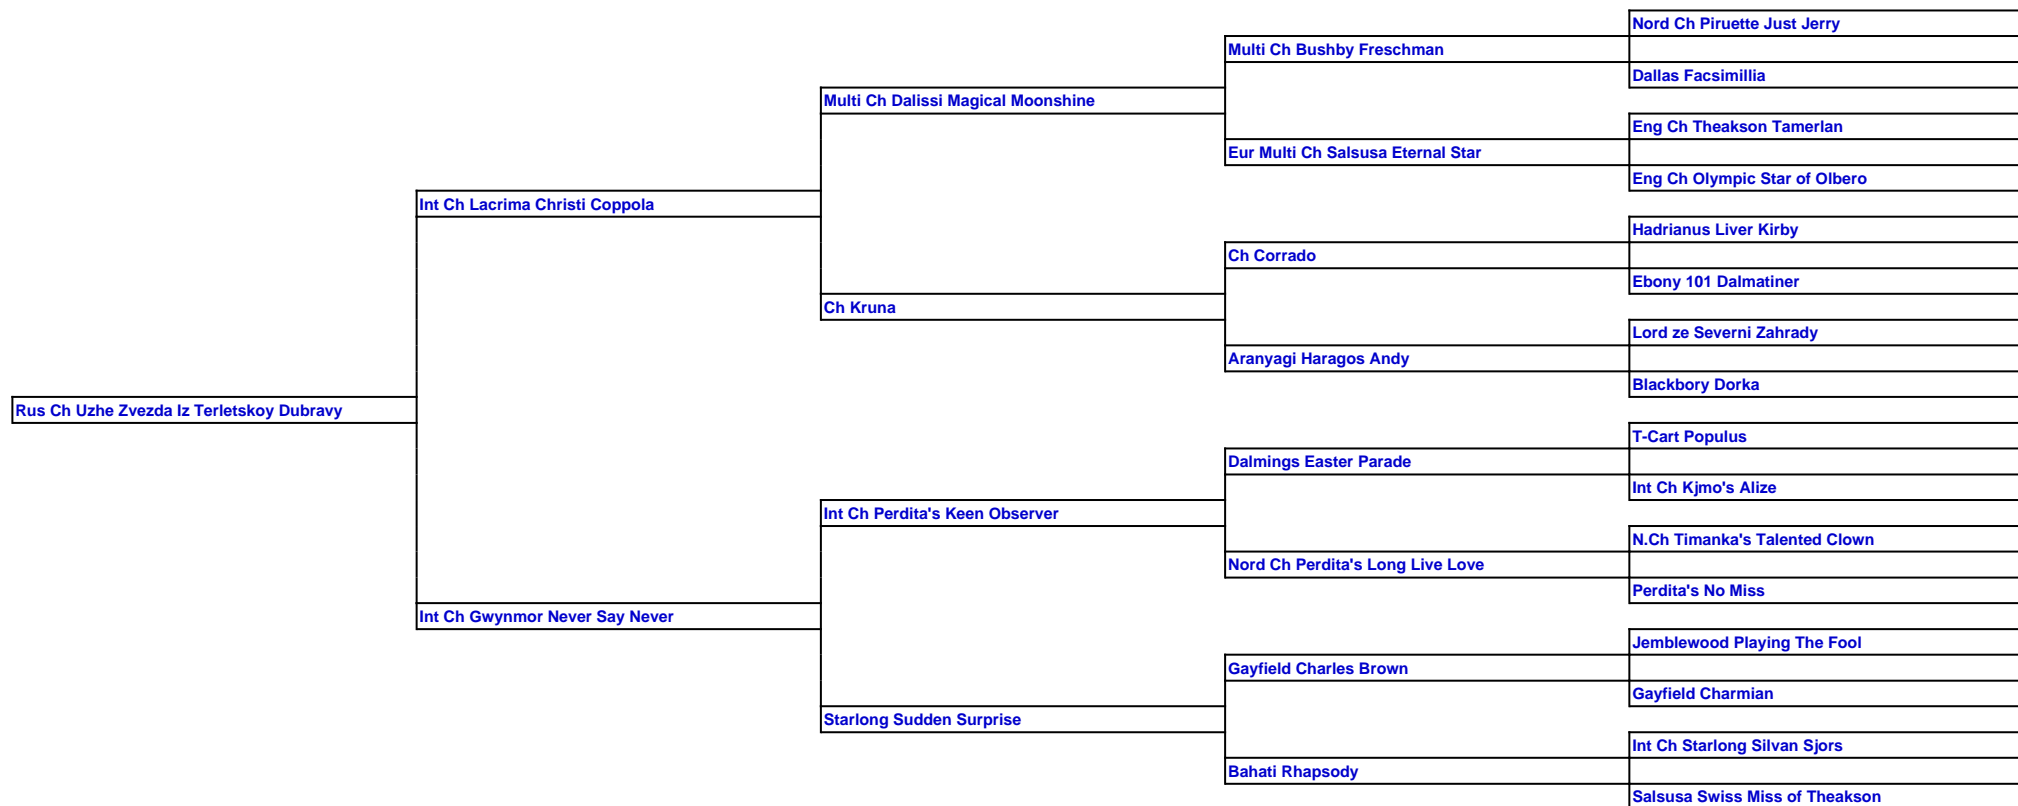 Nord Ch Piruette Just Jerry
Multi Ch Bushby Freschman
Dallas Facsimillia
Multi Ch Dalissi Magical Moonshine
Eng Ch Theakson Tamerlan
Eur Multi Ch Salsusa Eternal Star
Eng Ch Olympic Star of Olbero
Int Ch Lacrima Christi Coppola
Hadrianus Liver Kirby
Ch Corrado
Ebony 101 Dalmatiner
Ch Kruna
Lord ze Severni Zahrady
Aranyagi Haragos Andy
Blackbory Dorka
Rus Ch Uzhe Zvezda Iz Terletskoy Dubravy
T-Cart Populus
Dalmings Easter Parade
Int Ch Kjmo's Alize
Int Ch Perdita's Keen Observer
N.Ch Timanka's Talented Clown
Nord Ch Perdita's Long Live Love
Perdita's No Miss
Int Ch Gwynmor Never Say Never
Jemblewood Playing The Fool
Gayfield Charles Brown
Gayfield Charmian
Starlong Sudden Surprise
Int Ch Starlong Silvan Sjors
Bahati Rhapsody
Salsusa Swiss Miss of Theakson